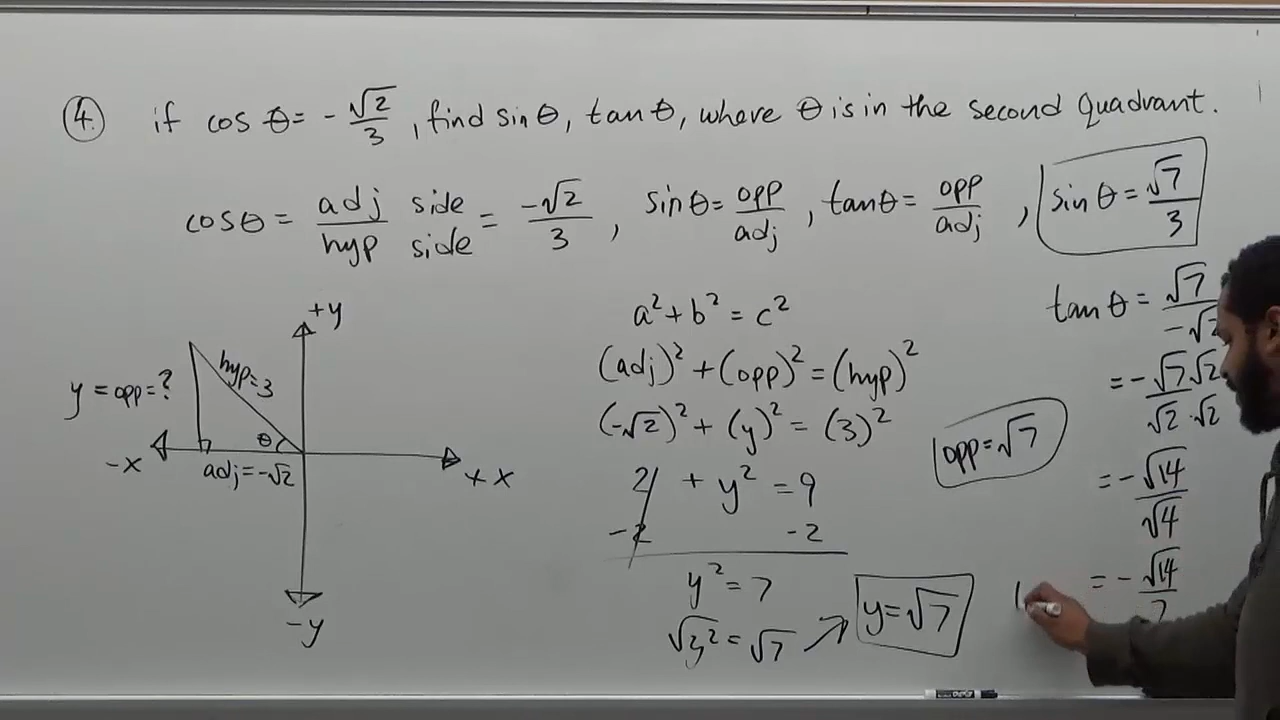 4. if cos θ = -√2/3, find sin θ, tan θ, where θ is in the second Quadrant.
cos θ = adj side/hyp side = -√2/3, sin θ = opp/adj, tan θ = opp/adj, sin θ = √7/3
+y
y = opp = ?
hyp = 3
θ
-x
adj = -√2
+x
-y
a² + b² = c²
(adj)² + (opp)² = (hyp)²
(-√2)² + (y)² = (3)²
2 + y² = 9
-2 -2
y² = 7
√y² = √7
y = √7
opp = √7
tan θ = √7/-√2
= -√7√2/√2·√2
= -√14/√4
= -√14/2